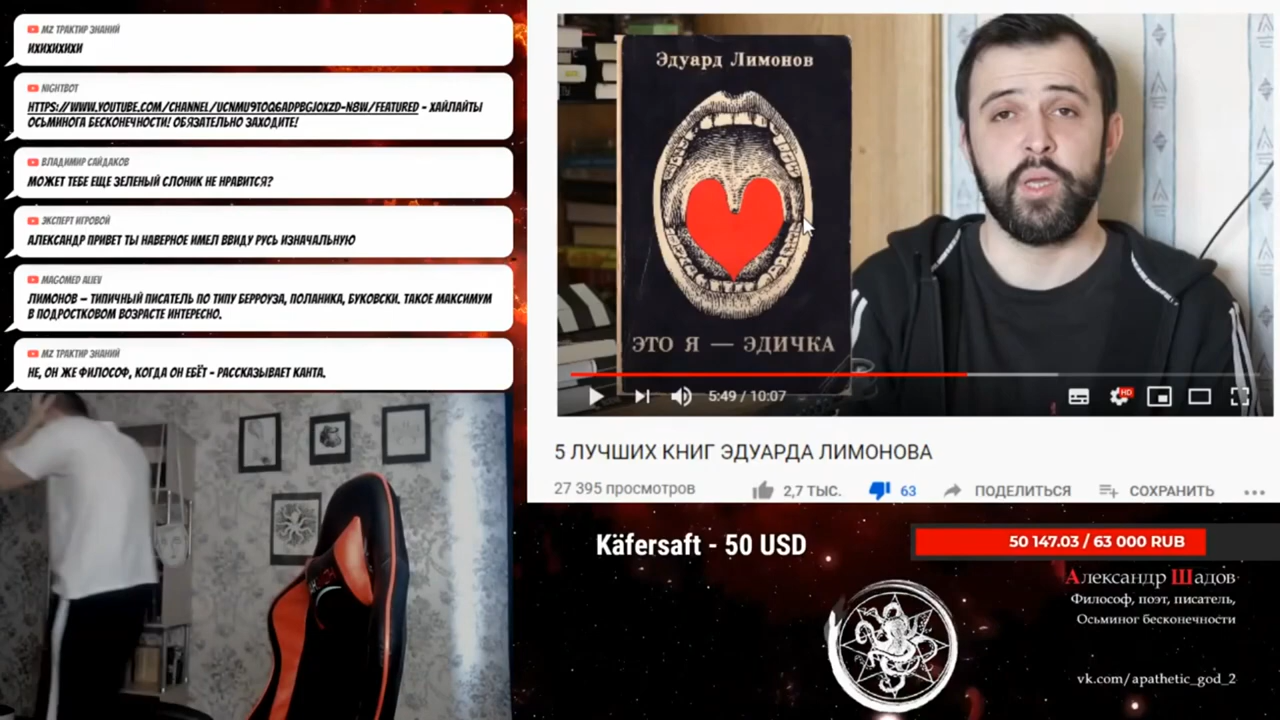 MZ ТРАКТИР ЗНАНИЙ
ИХИХИХИХИ
NIGHTBOT
HTTPS://WWW.YOUTUBE.COM/CHANNEL/UCNMU9TOQ6ADPBGJOXZD-N8W/FEATURED - ХАЙЛАЙТЫ
ОСЬМИНОГА БЕСКОНЕЧНОСТИ! ОБЯЗАТЕЛЬНО ЗАХОДИТЕ!
ВЛАДИМИР САЙДАКОВ
МОЖЕТ ТЕБЕ ЕЩЕ ЗЕЛЕНЫЙ СЛОНИК НЕ НРАВИТСЯ?
ЭКСПЕРТ ИГРОВОЙ
АЛЕКСАНДР ПРИВЕТ ТЫ НАВЕРНОЕ ИМЕЛ ВВИДУ РУСЬ ИЗНАЧАЛЬНУЮ
MAGOMED ALIEV
ЛИМОНОВ – ТИПИЧНЫЙ ПИСАТЕЛЬ ПО ТИПУ БЕРРОУЗА, ПОЛАНИКА, БУКОВСКИ. ТАКОЕ МАКСИМУМ
В ПОДРОСТКОВОМ ВОЗРАСТЕ ИНТЕРЕСНО.
MZ ТРАКТИР ЗНАНИЙ
НЕ, ОН ЖЕ ФИЛОСОФ, КОГДА ОН ЕБЁТ - РАССКАЗЫВАЕТ КАНТА.
Эдуард Лимонов
ЭТО Я — ЭДИЧКА
5:49 / 10:07
HD
5 ЛУЧШИХ КНИГ ЭДУАРДА ЛИМОНОВА
27 395 просмотров
2,7 ТЫС.
63
ПОДЕЛИТЬСЯ
СОХРАНИТЬ
Käfersaft - 50 USD
50 147.03 / 63 000 RUB
Александр Шадов
Философ, поэт, писатель,
Осьминог бесконечности
vk.com/apathetic_god_2